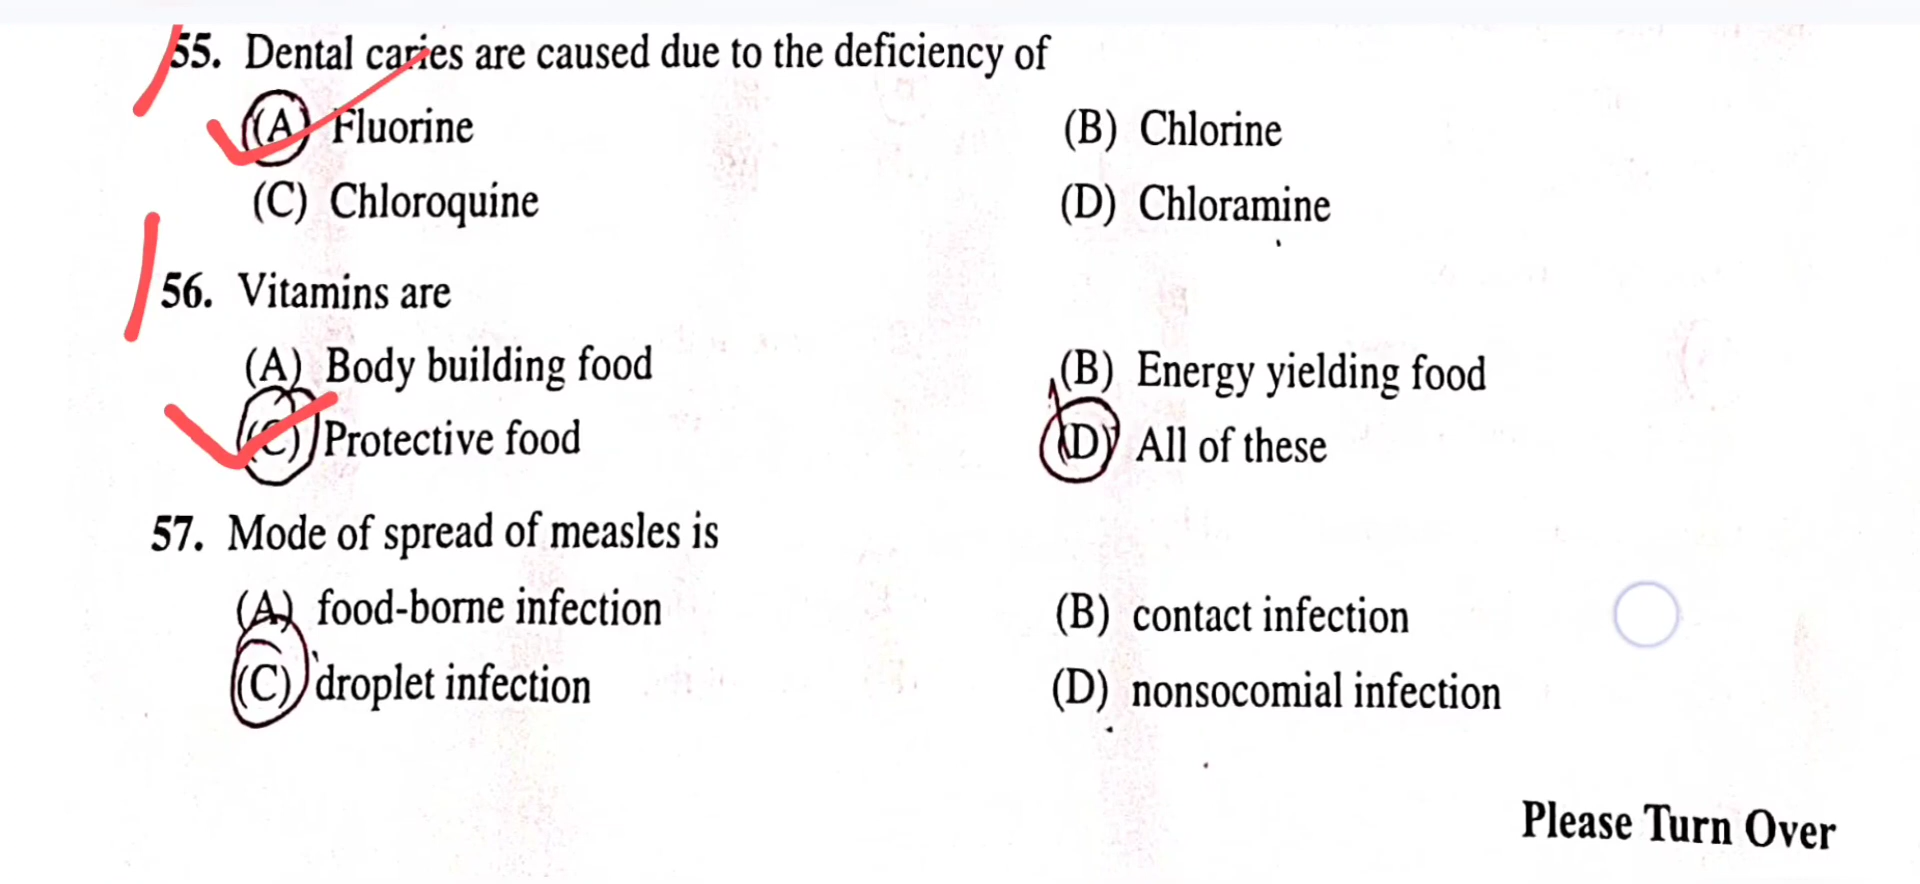 55. Dental caries are caused due to the deficiency of
(A) Fluorine (B) Chlorine
(C) Chloroquine (D) Chloramine
56. Vitamins are
(A) Body building food (B) Energy yielding food
(C) Protective food (D) All of these
57. Mode of spread of measles is
(A) food-borne infection (B) contact infection
(C) droplet infection (D) nonsocomial infection
Please Turn Over